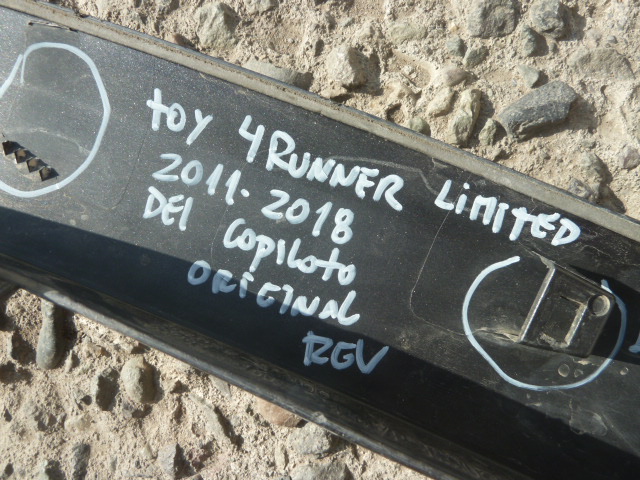 toy 4RUNNER LiMiTED
2011-2018
DEl CopiLoto
ORiGiNAL
RGV